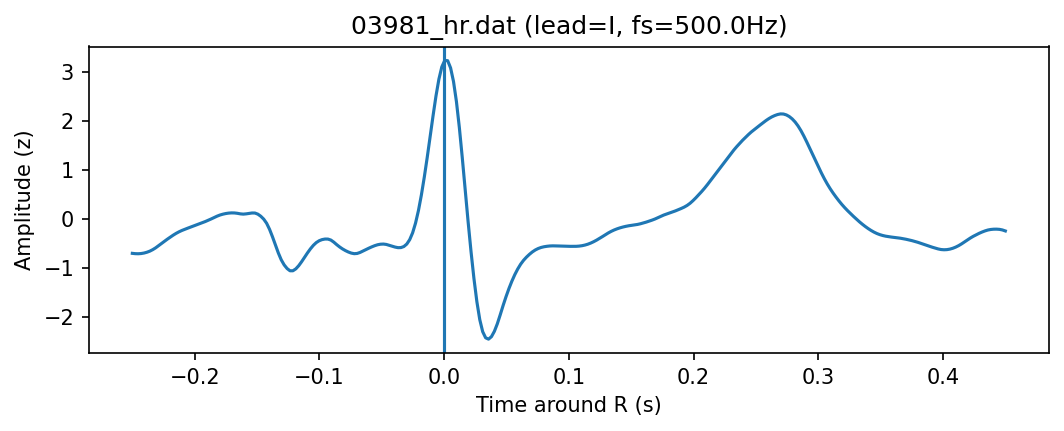 03981_hr.dat (lead=I, fs=500.0Hz)
Amplitude (z)
3
2
1
0
−1
−2
−0.2 −0.1 0.0 0.1 0.2 0.3 0.4
Time around R (s)